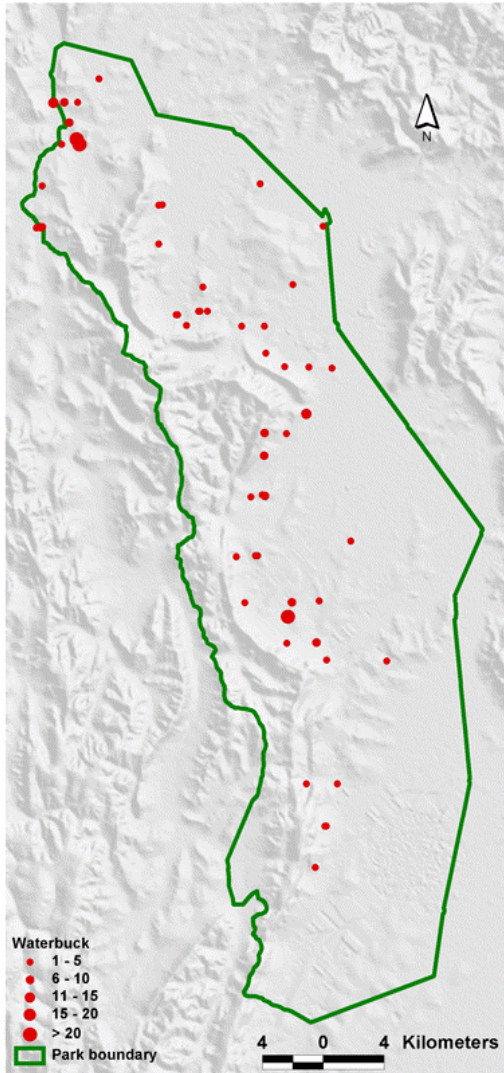 N
Waterbuck
1 - 5
6 - 10
11 - 15
15 - 20
> 20
Park boundary
4 0 4 Kilometers